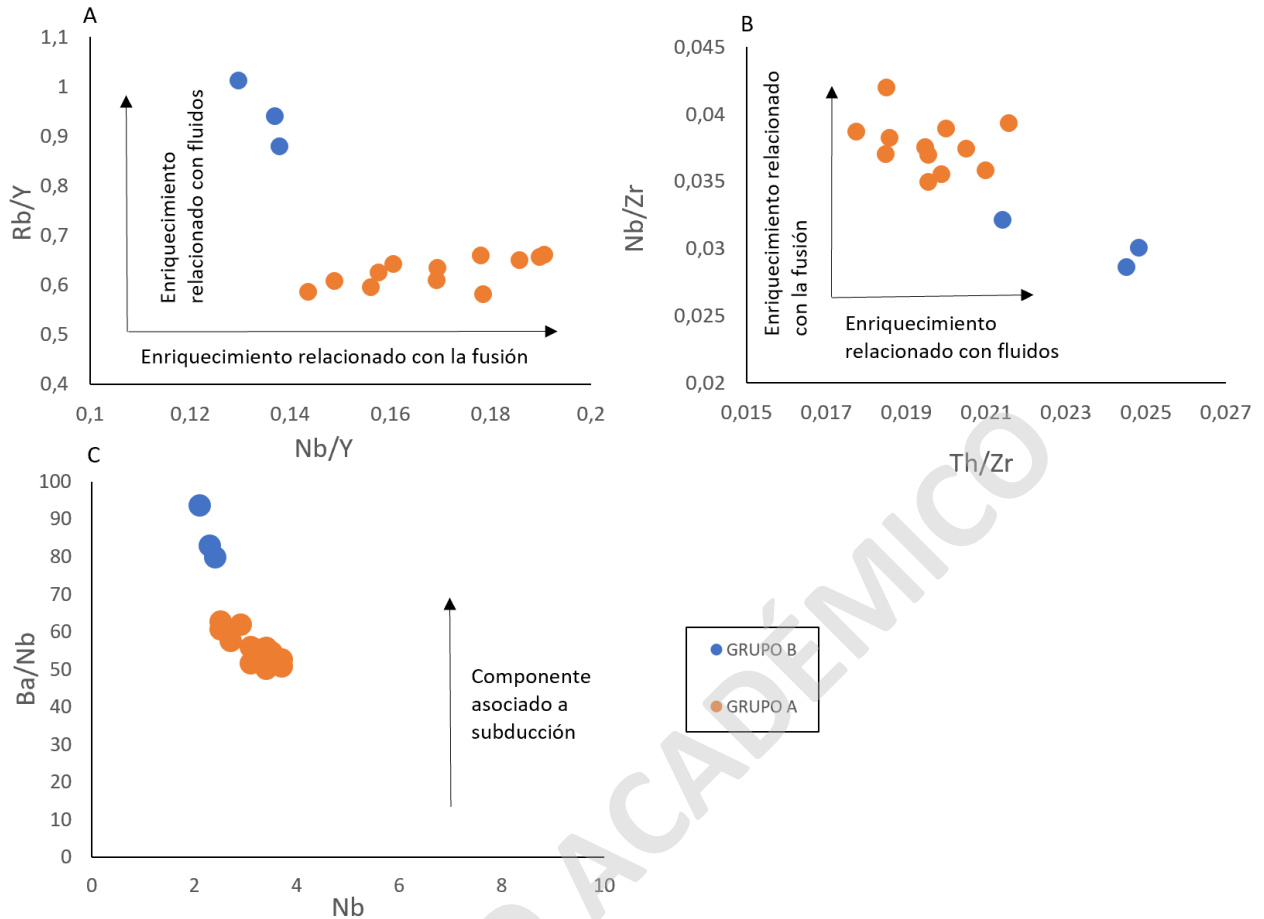 A
Rb/Y
1,1
1
0,9
0,8
0,7
0,6
0,5
0,4
Enriquecimiento
relacionado con fluidos
Enriquecimiento relacionado con la fusión
0,1 0,12 0,14 0,16 0,18 0,2
Nb/Y
B
Nb/Zr
0,045
0,04
0,035
0,03
0,025
0,02
Enriquecimiento relacionado
con la fusión
Enriquecimiento
relacionado con fluidos
0,015 0,017 0,019 0,021 0,023 0,025 0,027
Th/Zr
C
Ba/Nb
100
90
80
70
60
50
40
30
20
10
0
Componente
asociado a
subducción
0 2 4 6 8 10
Nb
GRUPO B
GRUPO A
ACADÉMICO